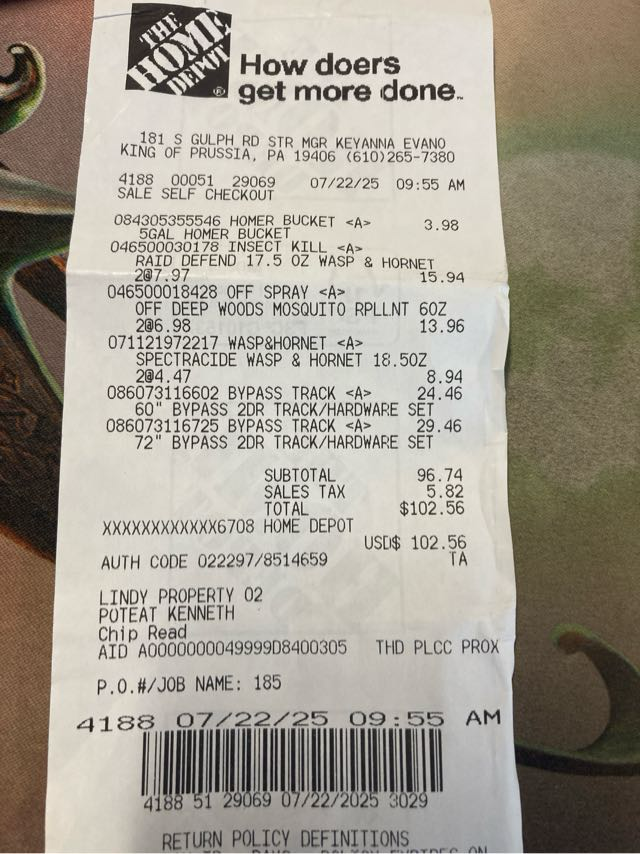 THE
HOME
DEPOT
®
How doers
get more done™
181 S GULPH RD STR MGR KEYANNA EVANO
KING OF PRUSSIA, PA 19406 (610)265-7380
4188 00051 29069 07/22/25 09:55 AM
SALE SELF CHECKOUT
084305355546 HOMER BUCKET <A> 3.98
5GAL HOMER BUCKET
046500030178 INSECT KILL <A>
RAID DEFEND 17.5 OZ WASP & HORNET
2@7.97 15.94
046500018428 OFF SPRAY <A>
OFF DEEP WOODS MOSQUITO RPLLNT 6OZ
2@6.98 13.96
071121972217 WASP&HORNET <A>
SPECTRACIDE WASP & HORNET 18.5OZ
2@4.47 8.94
086073116602 BYPASS TRACK <A> 24.46
60" BYPASS 2DR TRACK/HARDWARE SET
086073116725 BYPASS TRACK <A> 29.46
72" BYPASS 2DR TRACK/HARDWARE SET
SUBTOTAL 96.74
SALES TAX 5.82
TOTAL $102.56
XXXXXXXXXXXX6708 HOME DEPOT
USD$ 102.56
AUTH CODE 022297/8514659 TA
LINDY PROPERTY 02
POTEAT KENNETH
Chip Read
AID A0000000049999D8400305 THD PLCC PROX
P.O.#/JOB NAME: 185
4188 07/22/25 09:55 AM
4188 51 29069 07/22/2025 3029
RETURN POLICY DEFINITIONS